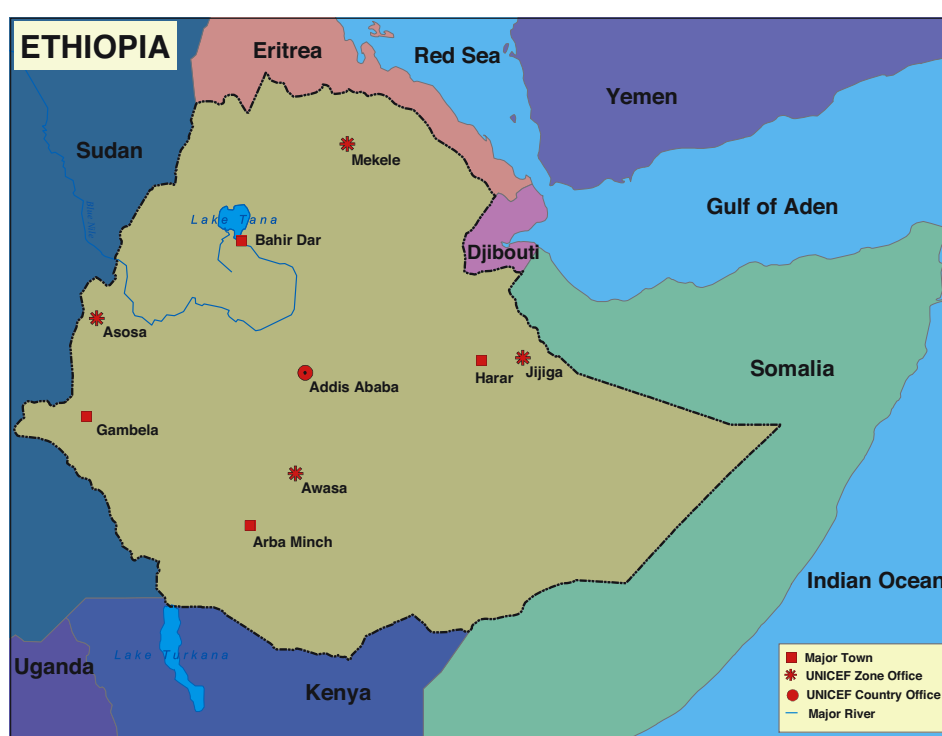 ETHIOPIA
Eritrea
Red Sea
Yemen
Sudan
Mekele
Blue Nile
Lake Tana
Gulf of Aden
Bahir Dar
Djibouti
Asosa
Somalia
Harar
Jijiga
Addis Ababa
Gambela
Awasa
Arba Minch
Indian Ocean
Uganda
Lake Turkana
Kenya
Major Town
UNICEF Zone Office
UNICEF Country Office
Major River